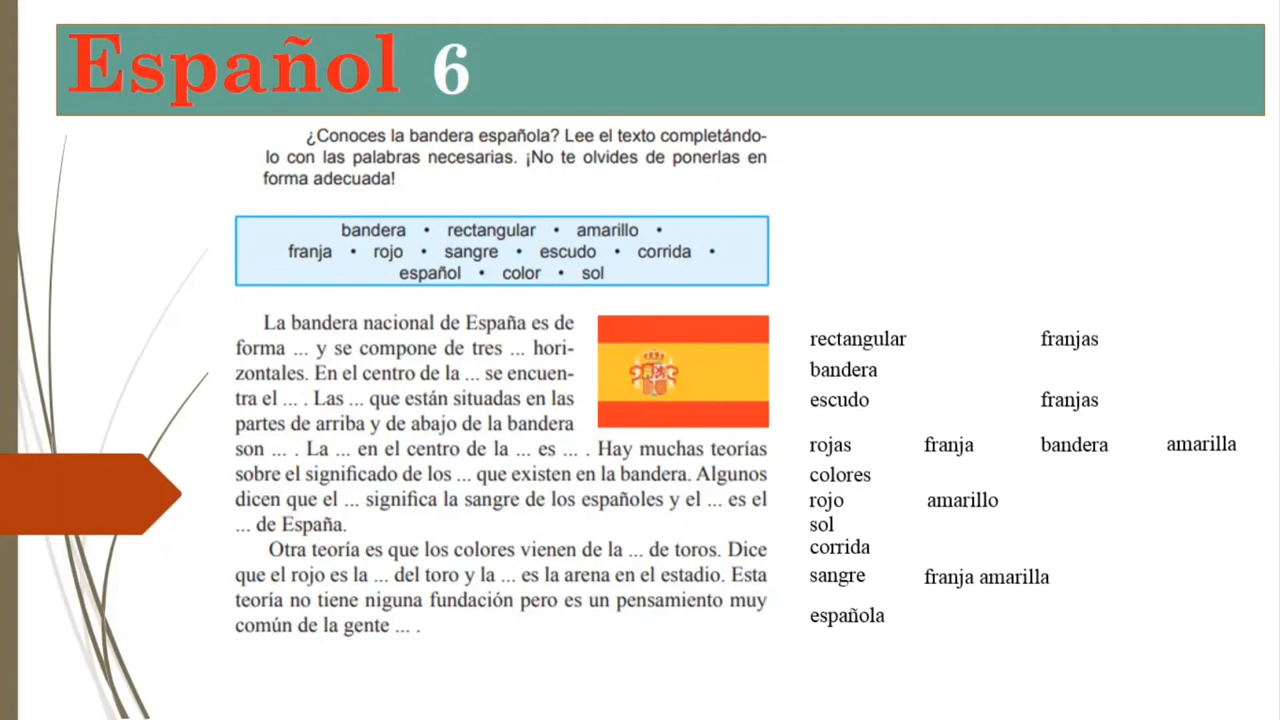 Español 6
¿Conoces la bandera española? Lee el texto completándo-
lo con las palabras necesarias. ¡No te olvides de ponerlas en
forma adecuada!
bandera • rectangular • amarillo •
franja • rojo • sangre • escudo • corrida •
español • color • sol
La bandera nacional de España es de
forma ... y se compone de tres ... hori-
zontales. En el centro de la ... se encuen-
tra el ... . Las ... que están situadas en las
partes de arriba y de abajo de la bandera
son ... . La ... en el centro de la ... es ... . Hay muchas teorías
sobre el significado de los ... que existen en la bandera. Algunos
dicen que el ... significa la sangre de los españoles y el ... es el
... de España.
Otra teoría es que los colores vienen de la ... de toros. Dice
que el rojo es la ... del toro y la ... es la arena en el estadio. Esta
teoría no tiene niguna fundación pero es un pensamiento muy
común de la gente ... .
rectangular franjas
bandera
escudo franjas
rojas franja bandera amarilla
colores
rojo amarillo
sol
corrida
sangre franja amarilla
española